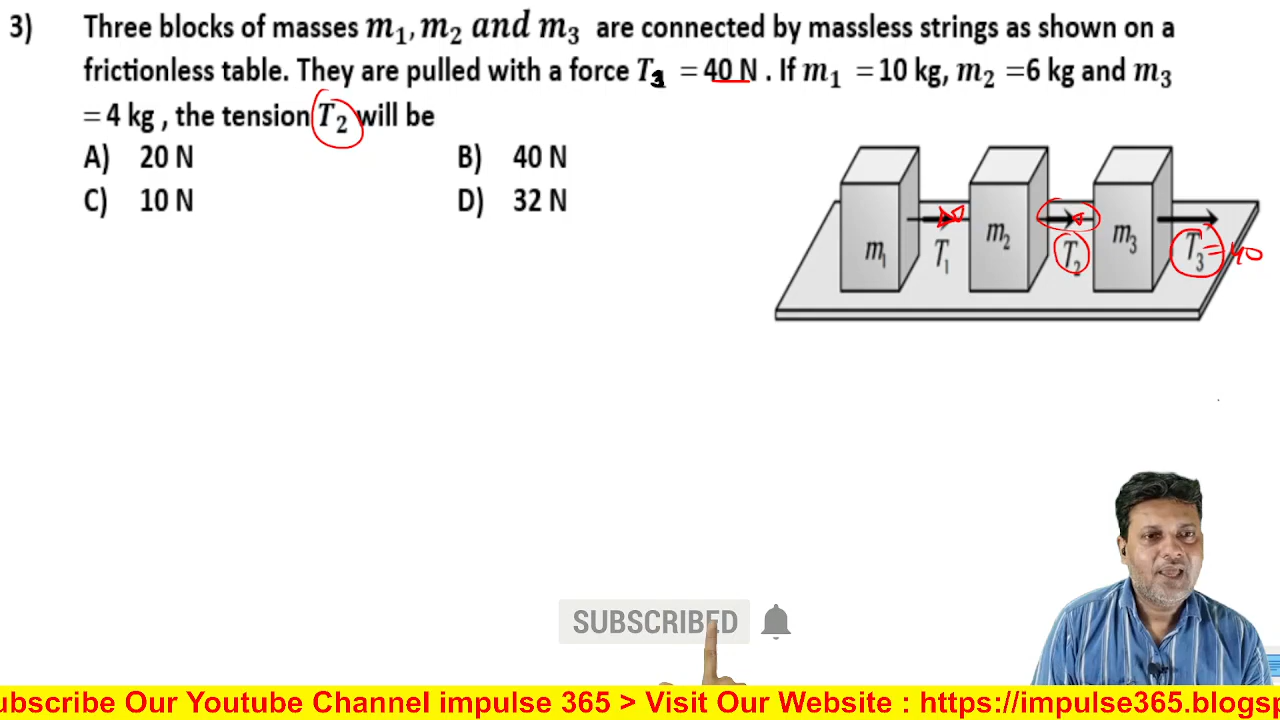 3) Three blocks of masses m₁, m₂ and m₃ are connected by massless strings as shown on a
frictionless table. They are pulled with a force T₃ = 40 N . If m₁ = 10 kg, m₂ =6 kg and m₃
= 4 kg , the tension T₂ will be
A) 20 N B) 40 N
C) 10 N D) 32 N
m₁ T₁ m₂ T₂ m₃ T₃ = 40
SUBSCRIBED
ubscribe Our Youtube Channel impulse 365 > Visit Our Website : https://impulse365.blogsp